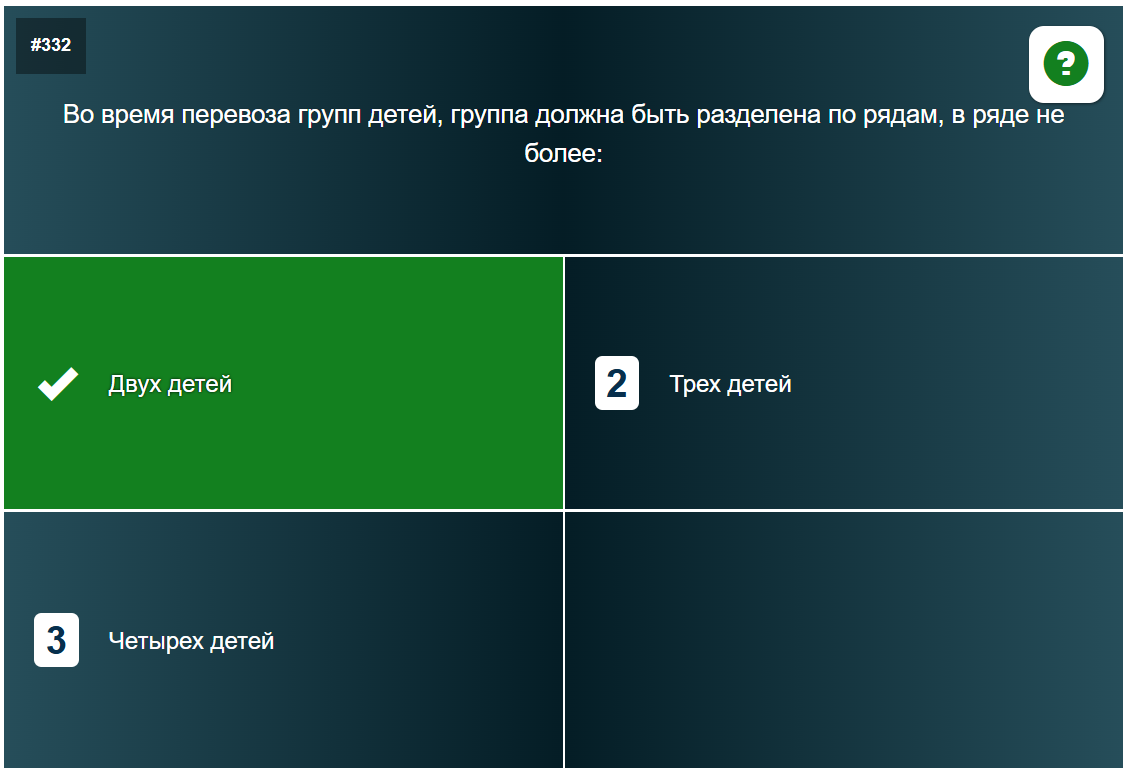 #332
?
Во время перевоза групп детей, группа должна быть разделена по рядам, в ряде не
более:
Двух детей
2 Трех детей
3 Четырех детей